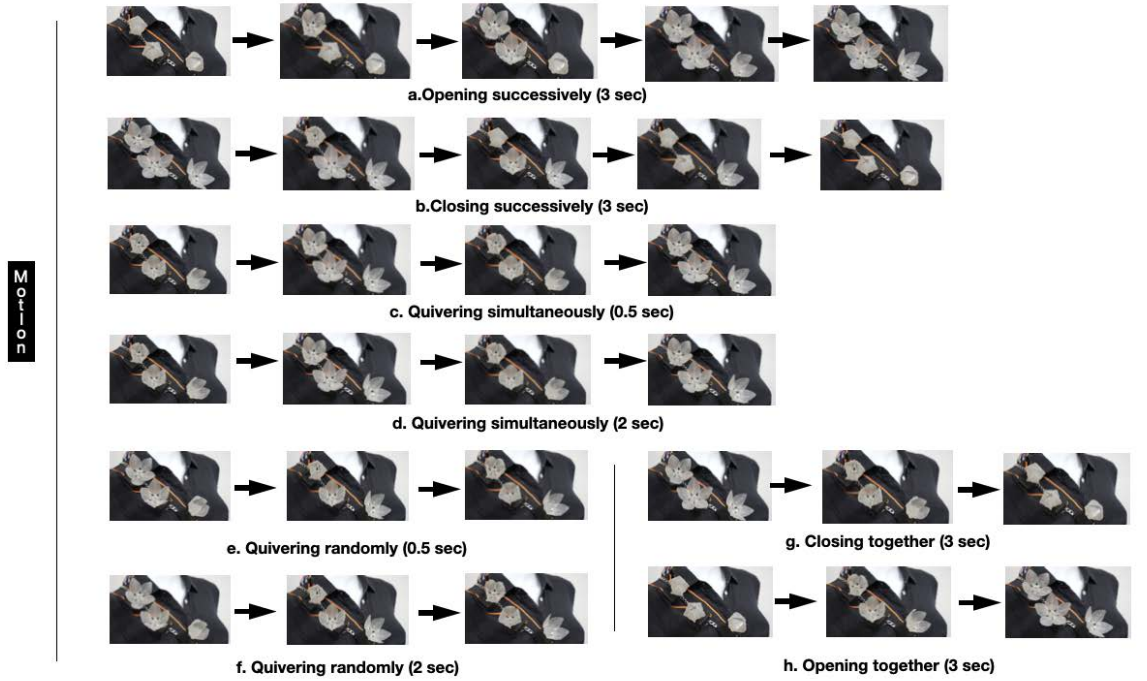 a.Opening successively (3 sec)
b.Closing successively (3 sec)
c. Quivering simultaneously (0.5 sec)
Motion
d. Quivering simultaneously (2 sec)
e. Quivering randomly (0.5 sec)
g. Closing together (3 sec)
f. Quivering randomly (2 sec)
h. Opening together (3 sec)